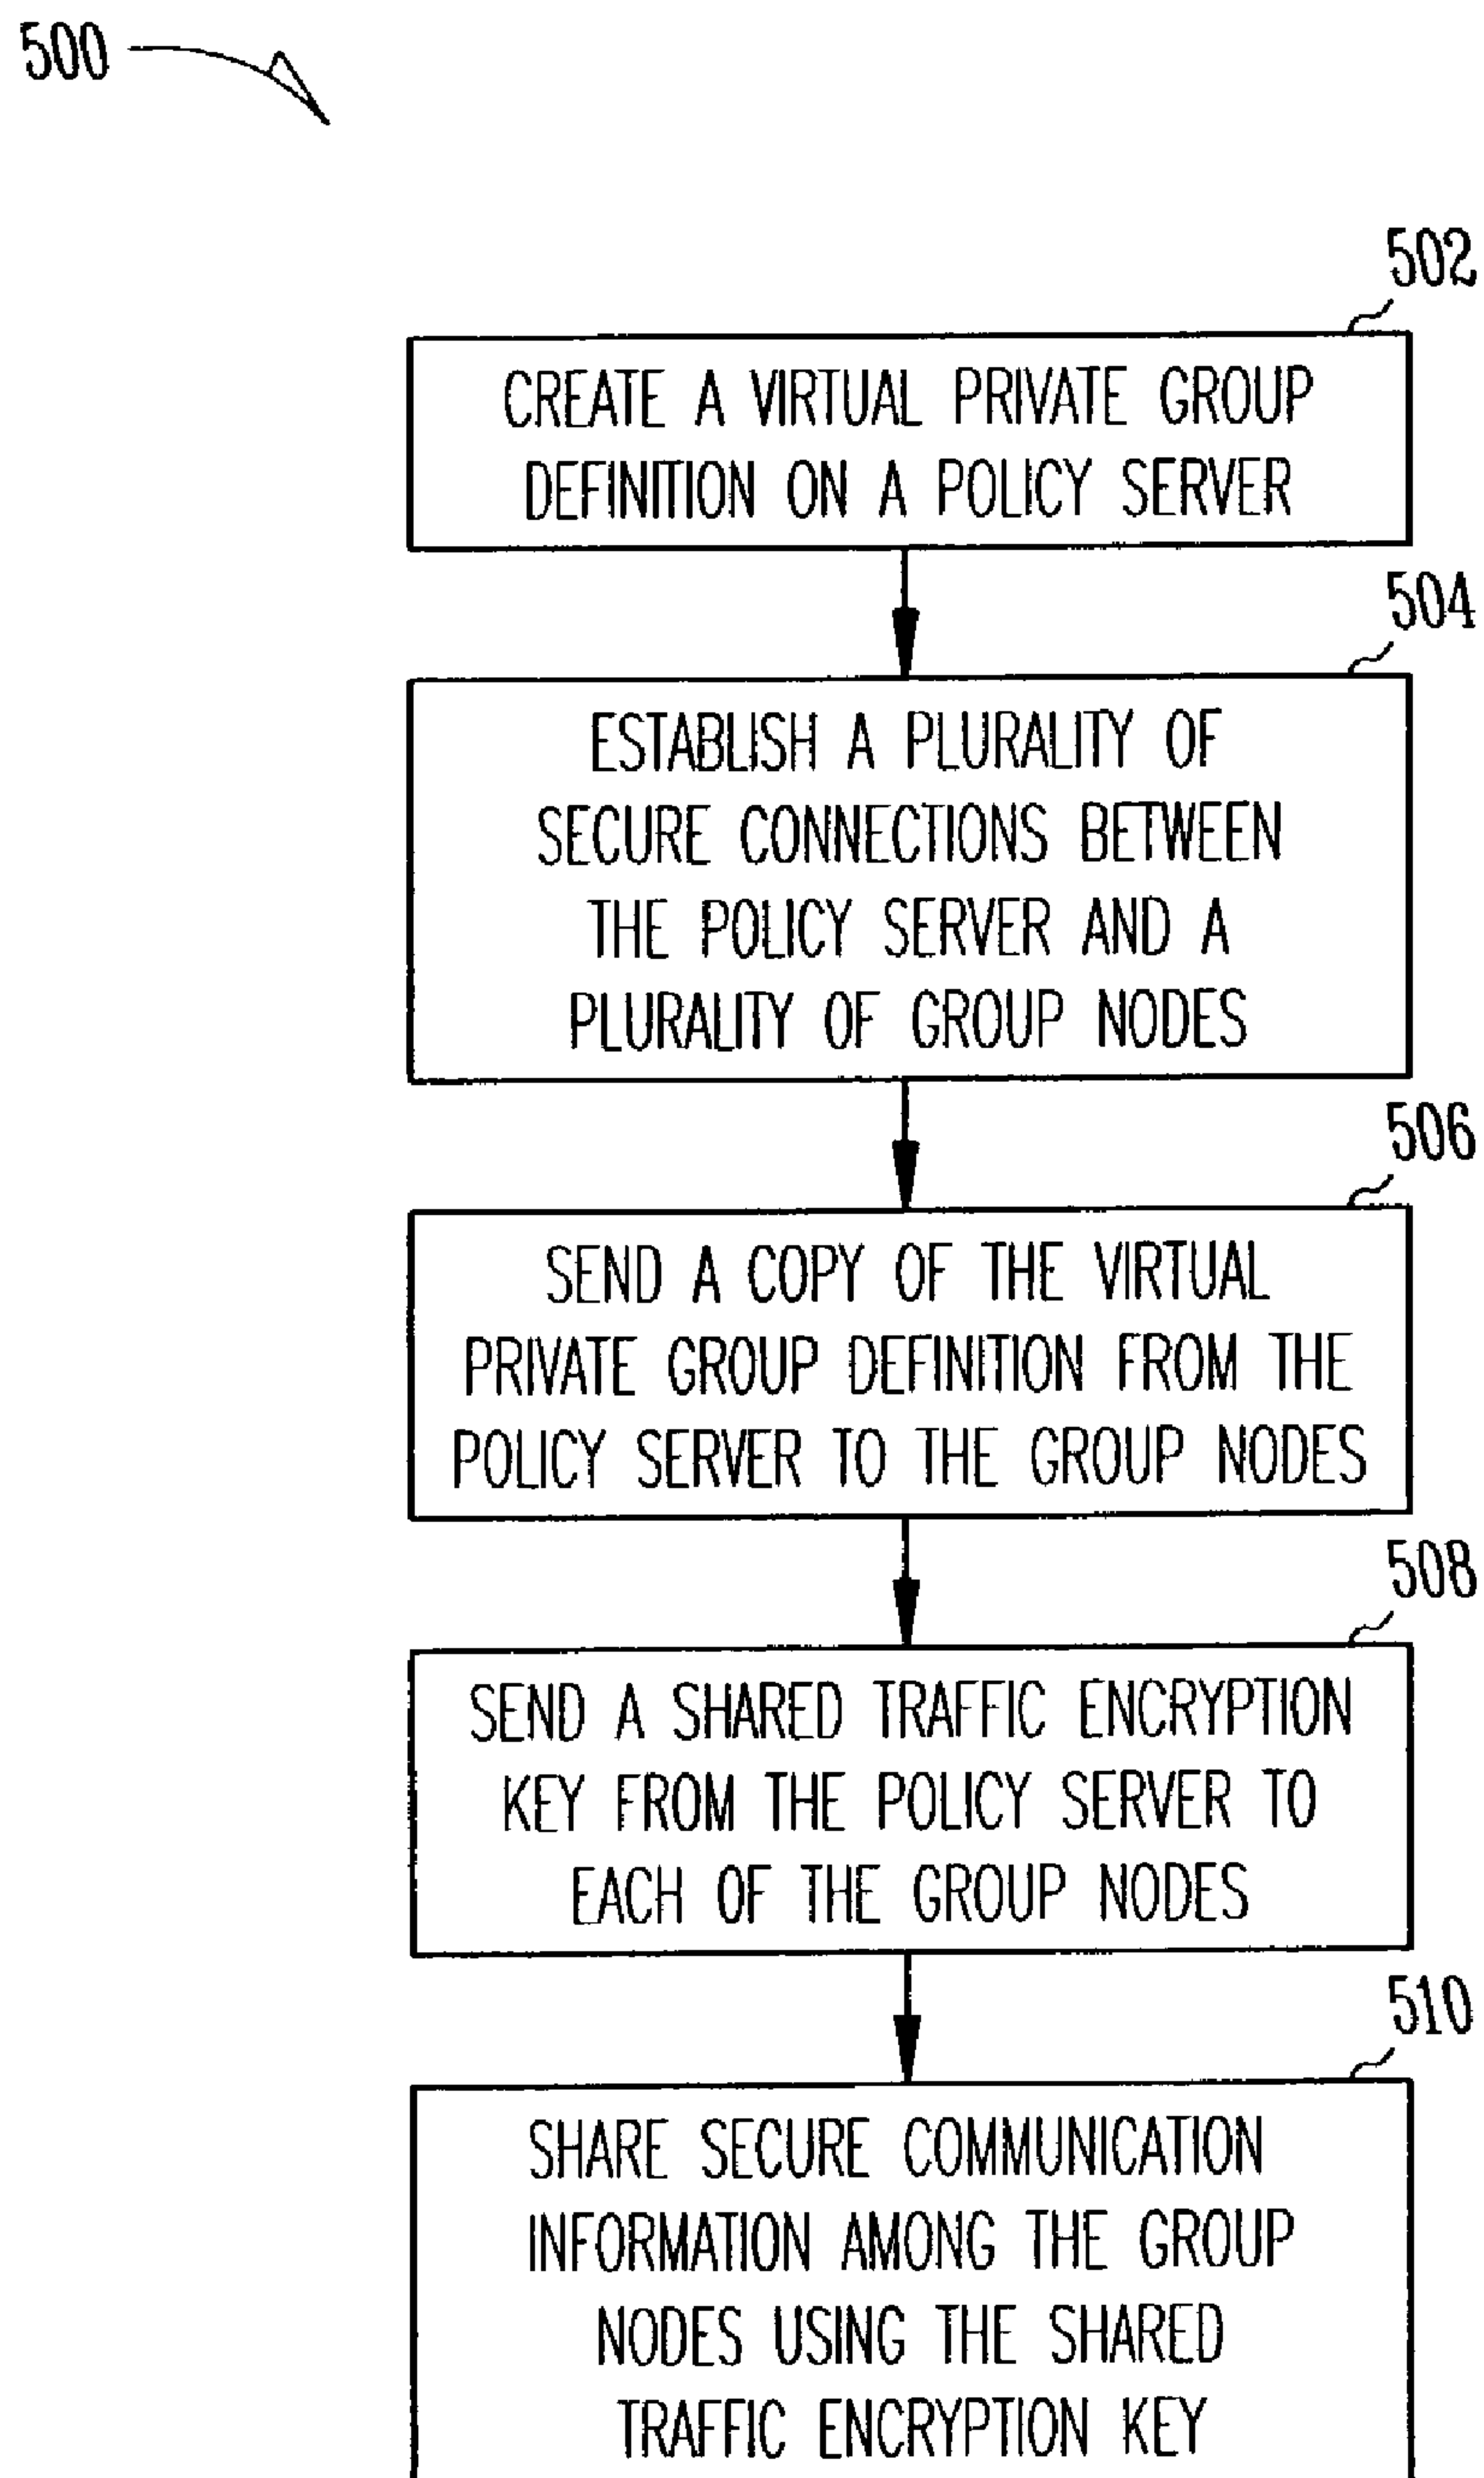 500
502
CREATE A VIRTUAL PRIVATE GROUP
DEFINITION ON A POLICY SERVER
504
ESTABLISH A PLURALITY OF
SECURE CONNECTIONS BETWEEN
THE POLICY SERVER AND A
PLURALITY OF GROUP NODES
506
SEND A COPY OF THE VIRTUAL
PRIVATE GROUP DEFINITION FROM THE
POLICY SERVER TO THE GROUP NODES
508
SEND A SHARED TRAFFIC ENCRYPTION
KEY FROM THE POLICY SERVER TO
EACH OF THE GROUP NODES
510
SHARE SECURE COMMUNICATION
INFORMATION AMONG THE GROUP
NODES USING THE SHARED
TRAFFIC ENCRYPTION KEY